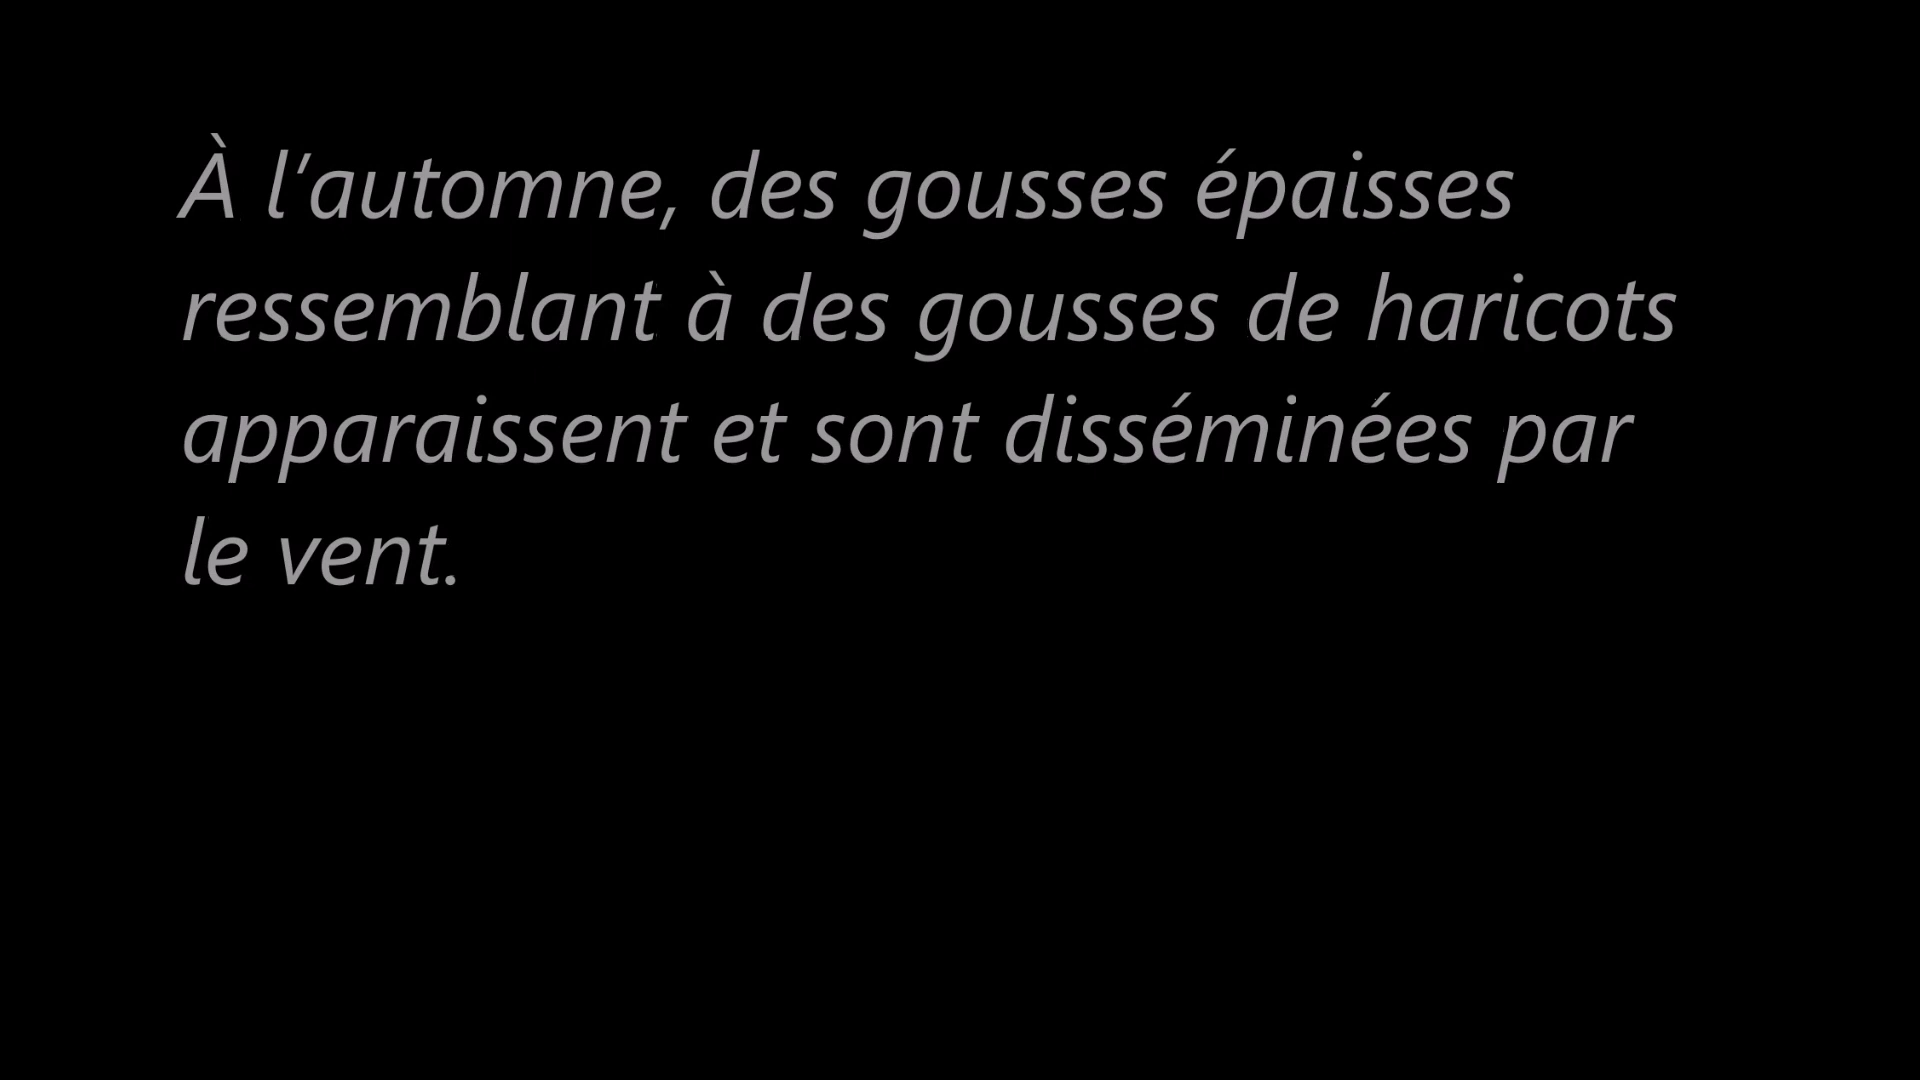 À l’automne, des gousses épaisses
ressemblant à des gousses de haricots
apparaissent et sont disséminées par
le vent.